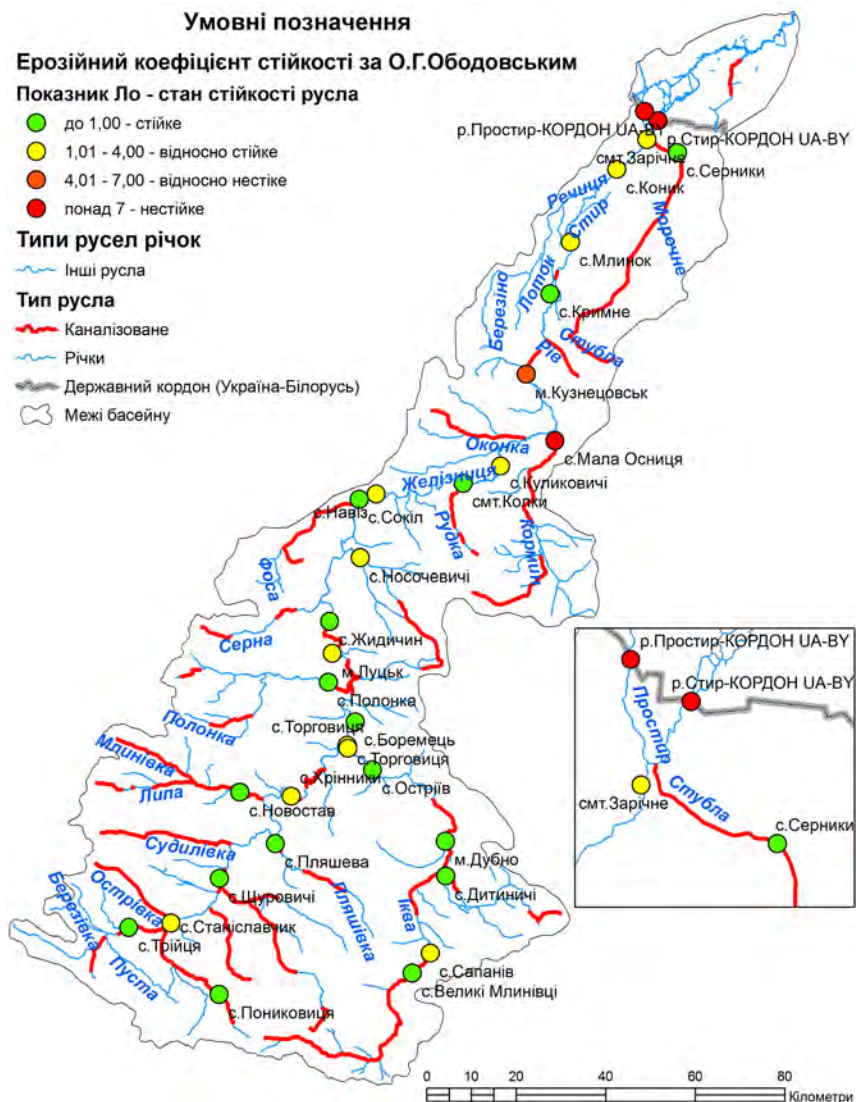 Умовні позначення
Ерозійний коефіцієнт стійкості за О.Г.Ободовським
Показник Ло - стан стійкості русла
до 1,00 - стійке
1,01 - 4,00 - відносно стійке
4,01 - 7,00 - відносно нестіке
понад 7 - нестійке
Типи русел річок
Інші русла
Тип русла
Каналізоване
Річки
Державний кордон (Україна-Білорусь)
Межі басейну
р.Простир-КОРДОН UA-BY
р.Стир-КОРДОН UA-BY
смт.Зарічне
с.Серники
с.Коник
Речиця
Стир
Морочне
с.Млинок
Лоток
Березіно
с.Кримне
Стубла
Рів
м.Кузнецовськ
Оконка
с.Мала Осниця
Желізниця
с.Куликовичі
смт.Колки
с.Навіз
с.Сокіл
Рудка
Кормин
Фоса
с.Носочевичі
Серна
с.Жидичин
м.Луцьк
с.Полонка
Полонка
с.Торговиця
с.Боремець
с.Торговиця
Млинівка
с.Хрінники
с.Острїв
Липа
с.Новостав
Судилівка
с.Пляшева
м.Дубно
с.Щуровичі
Пляшівка
с.Дитиничі
Острівка
Іква
Березівка
с.Станіславчик
с.Трійця
Пуста
с.Сапанів
с.Великі Млинівці
с.Пониковиця
р.Простир-КОРДОН UA-BY
р.Стир-КОРДОН UA-BY
Простир
смт.Зарічне
Стубла
с.Серники
0 20 40 60 80
Кілометри